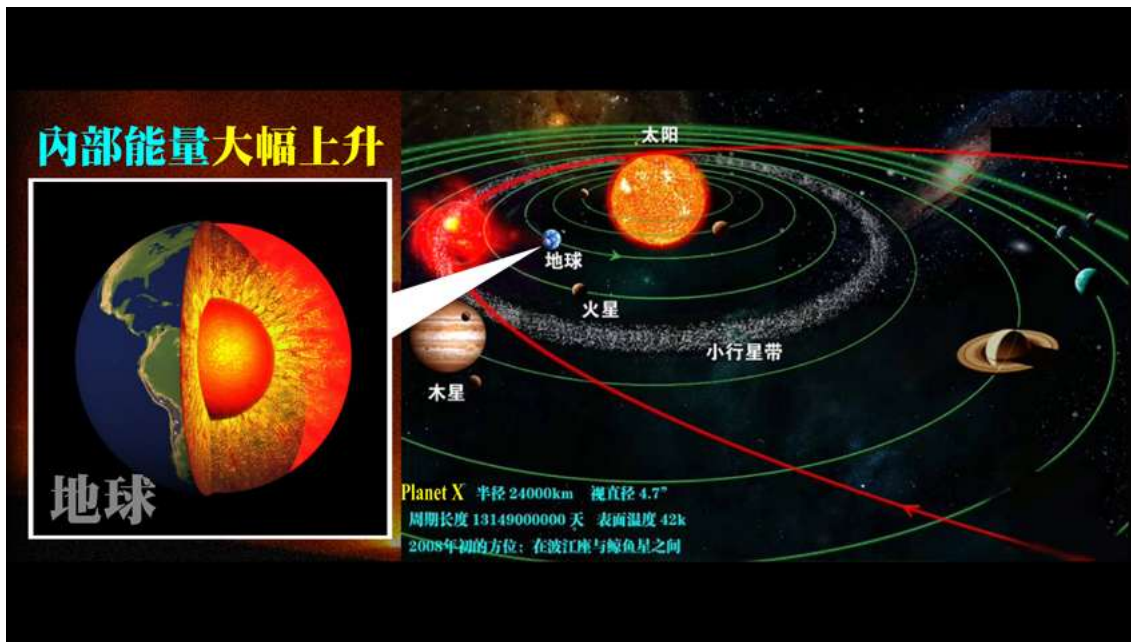 內部能量大幅上升
地球
太阳
地球
火星
小行星带
木星
Planet X 半径 24000km 视直径 4.7”
周期长度 13149000000 天 表面温度 42k
2008年初的方位：在波江座与鲸鱼星之间